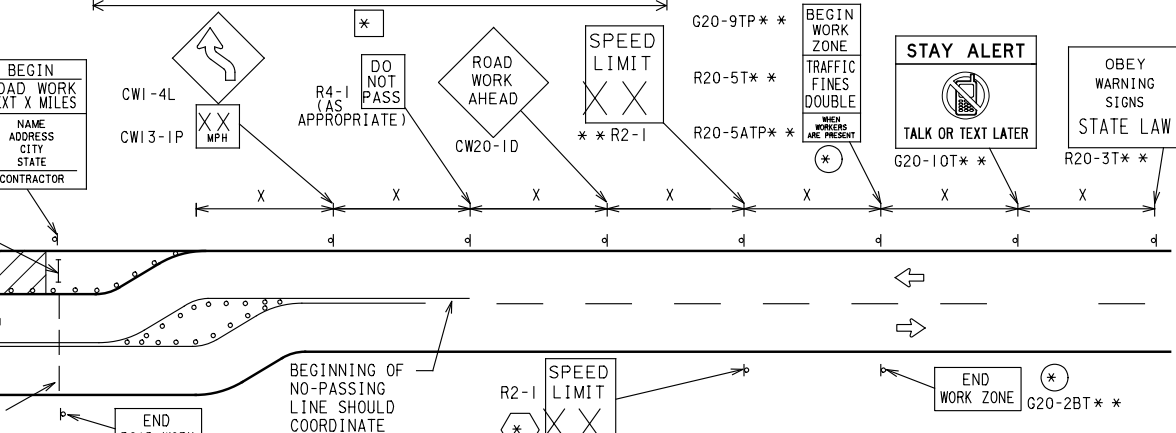 BEGIN
ROAD WORK
NEXT X MILES
NAME
ADDRESS
CITY
STATE
CONTRACTOR
CW1-4L
CW13-1P
XX
MPH
*
R4-1
(AS
APPROPRIATE)
DO
NOT
PASS
ROAD
WORK
AHEAD
CW20-1D
SPEED
LIMIT
X X
* * R2-1
G20-9TP* *
R20-5T* *
R20-5ATP* *
BEGIN
WORK
ZONE
TRAFFIC
FINES
DOUBLE
WHEN
WORKERS
ARE PRESENT
*
STAY ALERT
TALK OR TEXT LATER
G20-10T* *
OBEY
WARNING
SIGNS
STATE LAW
R20-3T* *
X X X X X X X
BEGINNING OF
NO-PASSING
LINE SHOULD
COORDINATE
END
R2-1
*
SPEED
LIMIT
X X
END
WORK ZONE
*
G20-2BT* *